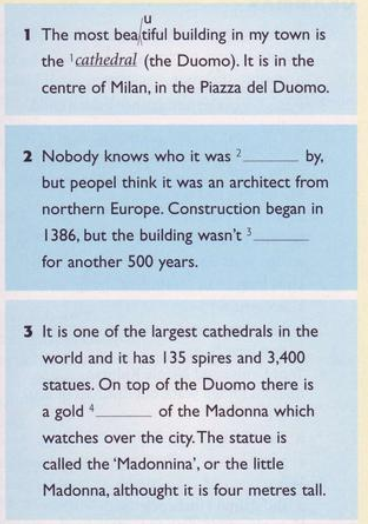 u
1 The most beatiful building in my town is
the ¹cathedral (the Duomo). It is in the
centre of Milan, in the Piazza del Duomo.
2 Nobody knows who it was ²______ by,
but peopel think it was an architect from
northern Europe. Construction began in
1386, but the building wasn't ³______
for another 500 years.
3 It is one of the largest cathedrals in the
world and it has 135 spires and 3,400
statues. On top of the Duomo there is
a gold ⁴______ of the Madonna which
watches over the city. The statue is
called the 'Madonnina', or the little
Madonna, althought it is four metres tall.